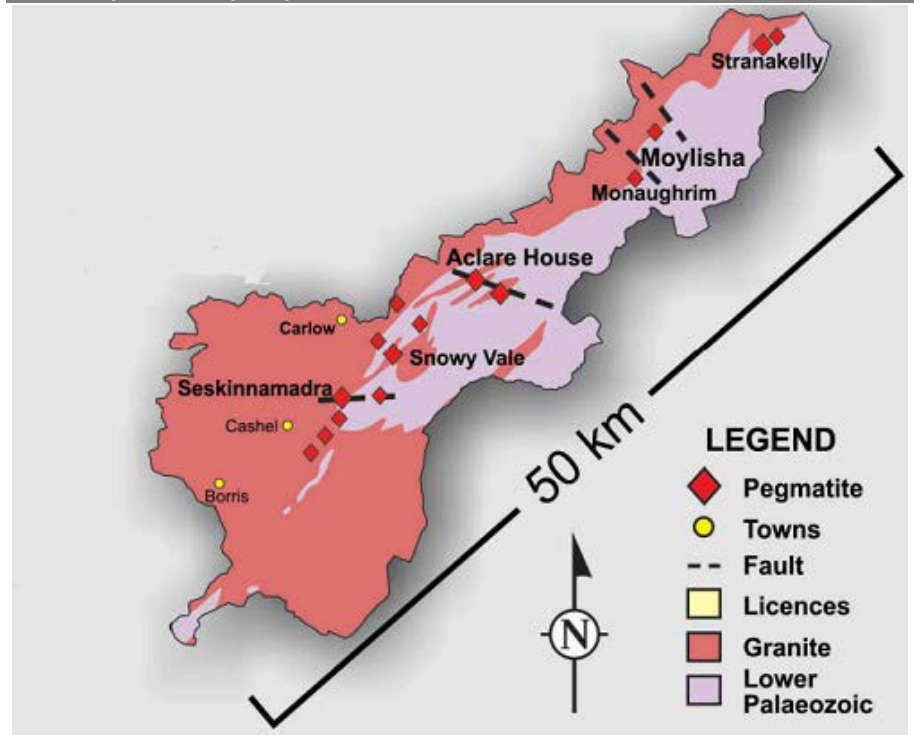 Stranakelly
Moylisha
Monaughrim
Aclare House
Carlow
Snowy Vale
Seskinnamadra
Cashel
Borris
50 km
N
LEGEND
Pegmatite
Towns
Fault
Licences
Granite
Lower
Palaeozoic